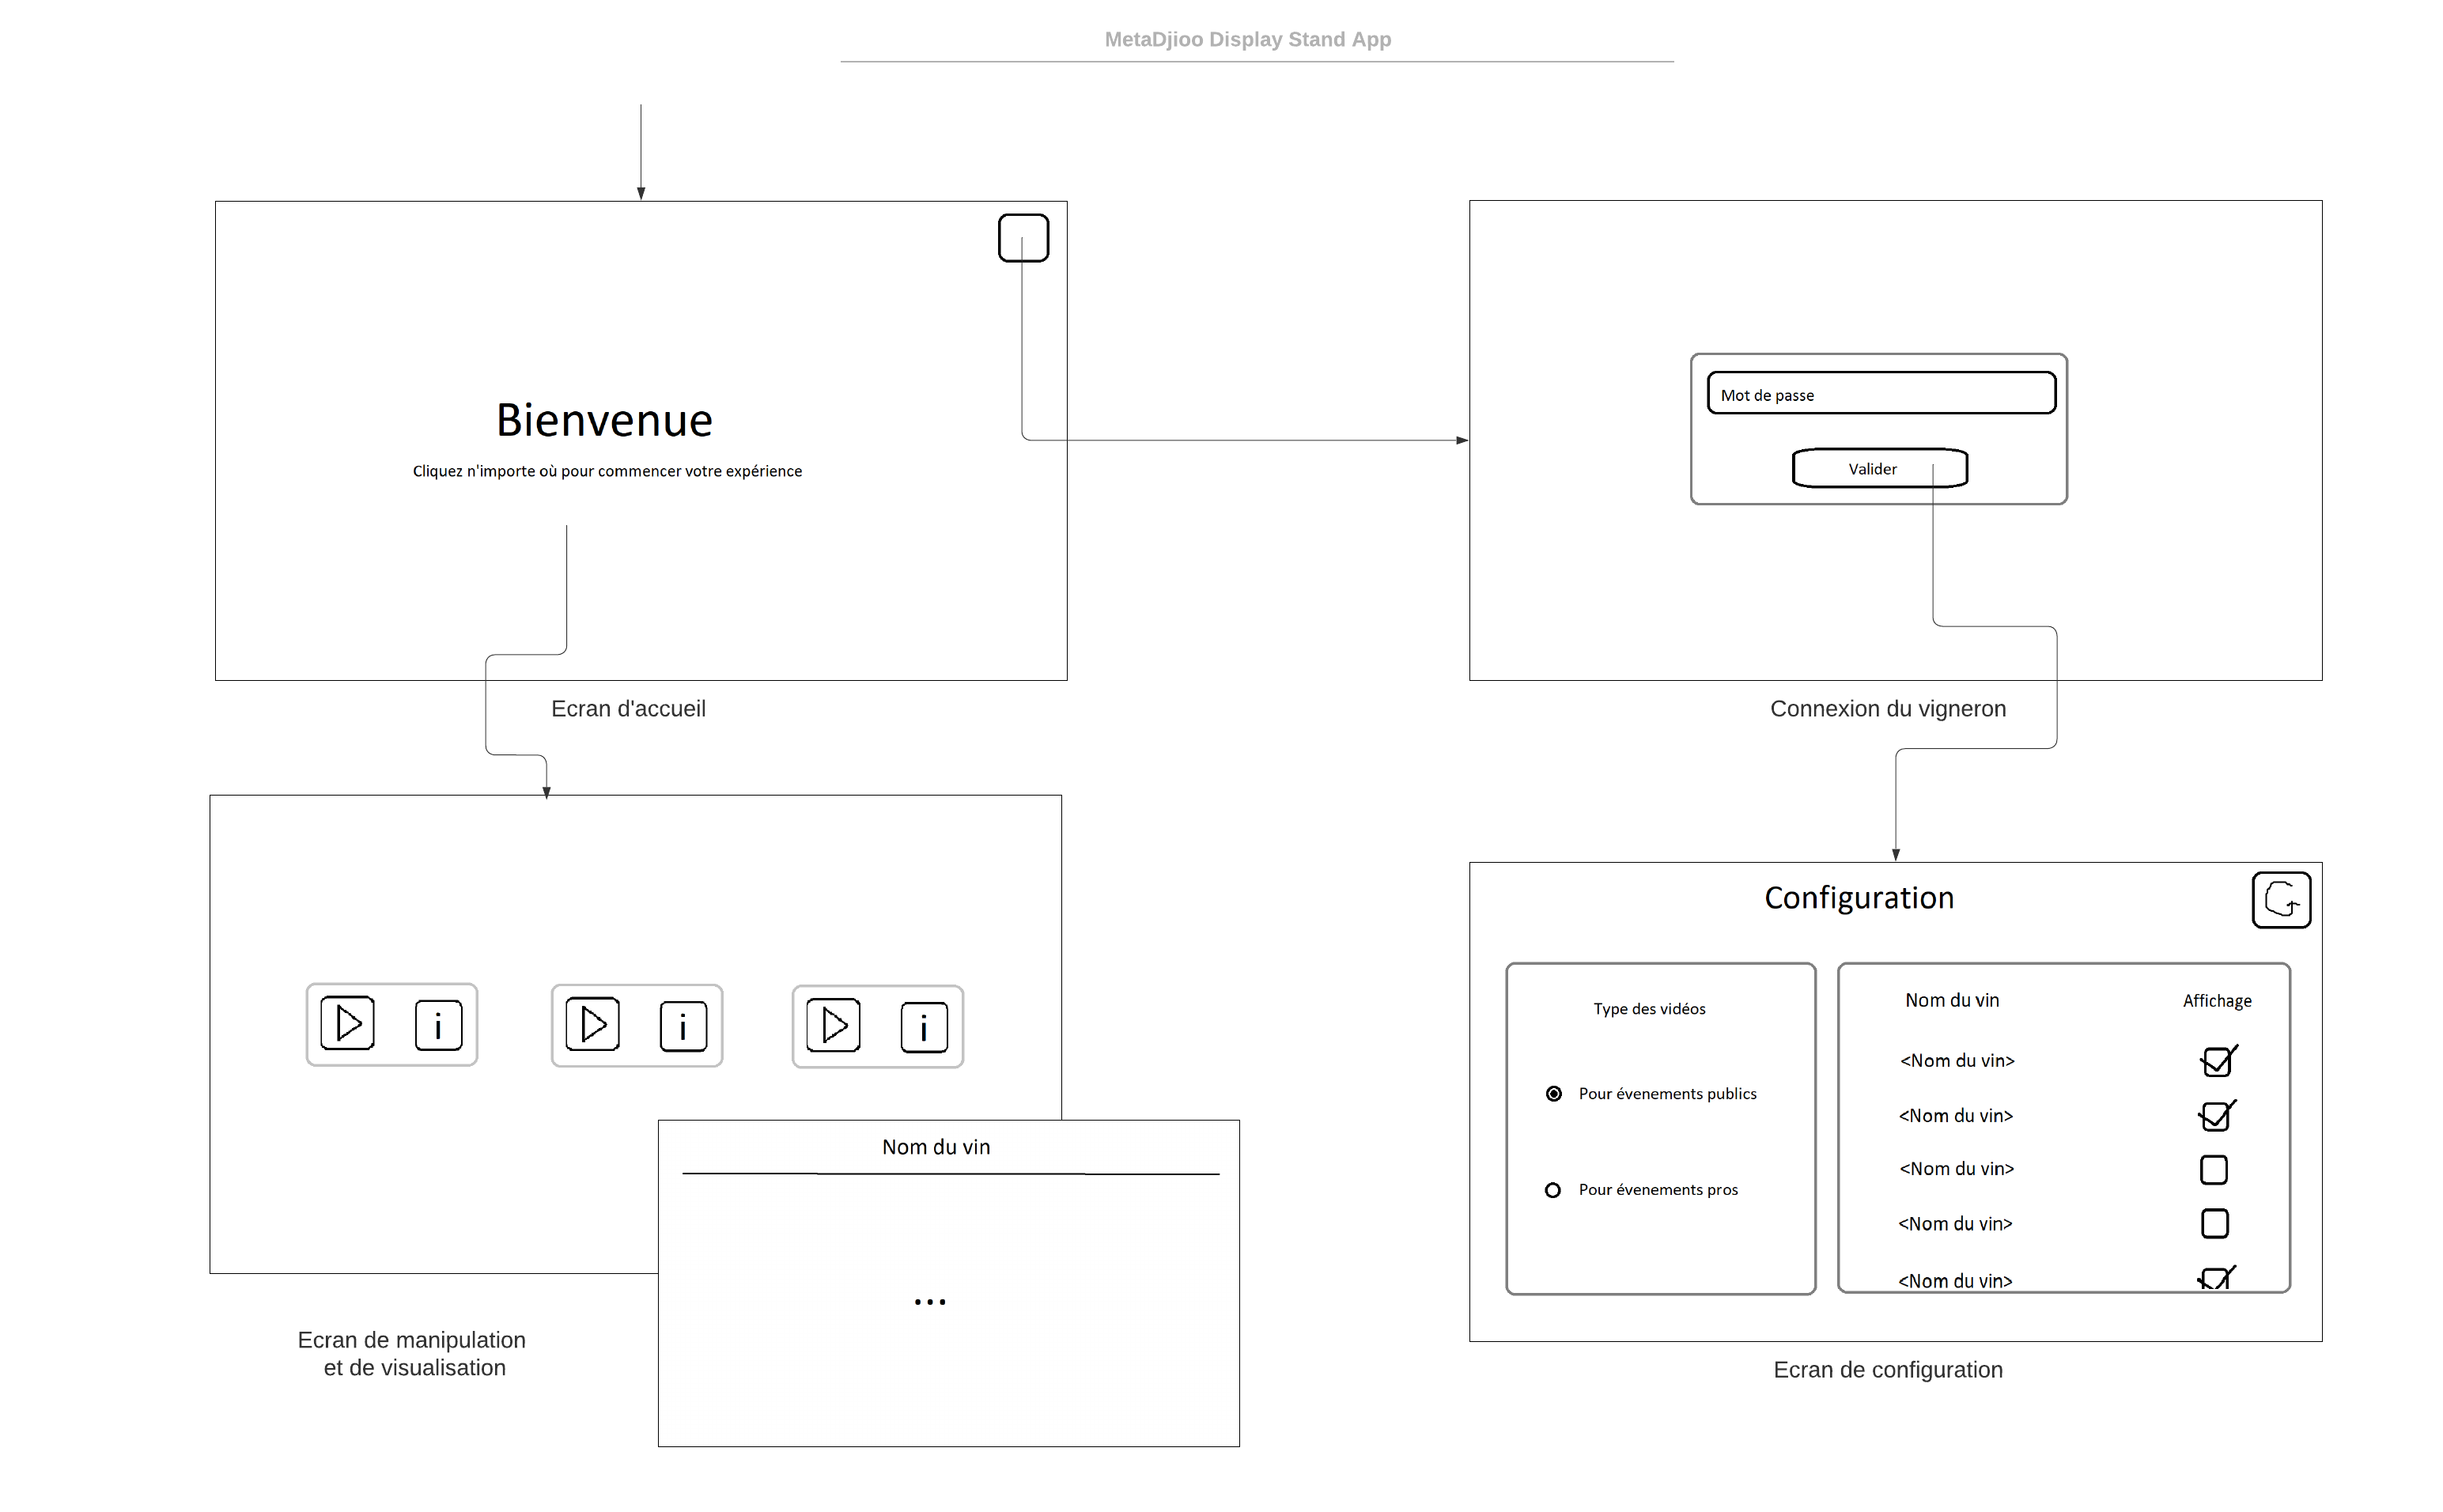 MetaDjioo Display Stand App
Bienvenue
Cliquez n'importe où pour commencer votre expérience
Ecran d'accueil
Mot de passe
Valider
Connexion du vigneron
i
i
i
Nom du vin
...
Ecran de manipulation
et de visualisation
Configuration
G
Type des vidéos
Pour évenements publics
Pour évenements pros
Nom du vin Affichage
<Nom du vin>
<Nom du vin>
<Nom du vin>
<Nom du vin>
<Nom du vin>
Ecran de configuration